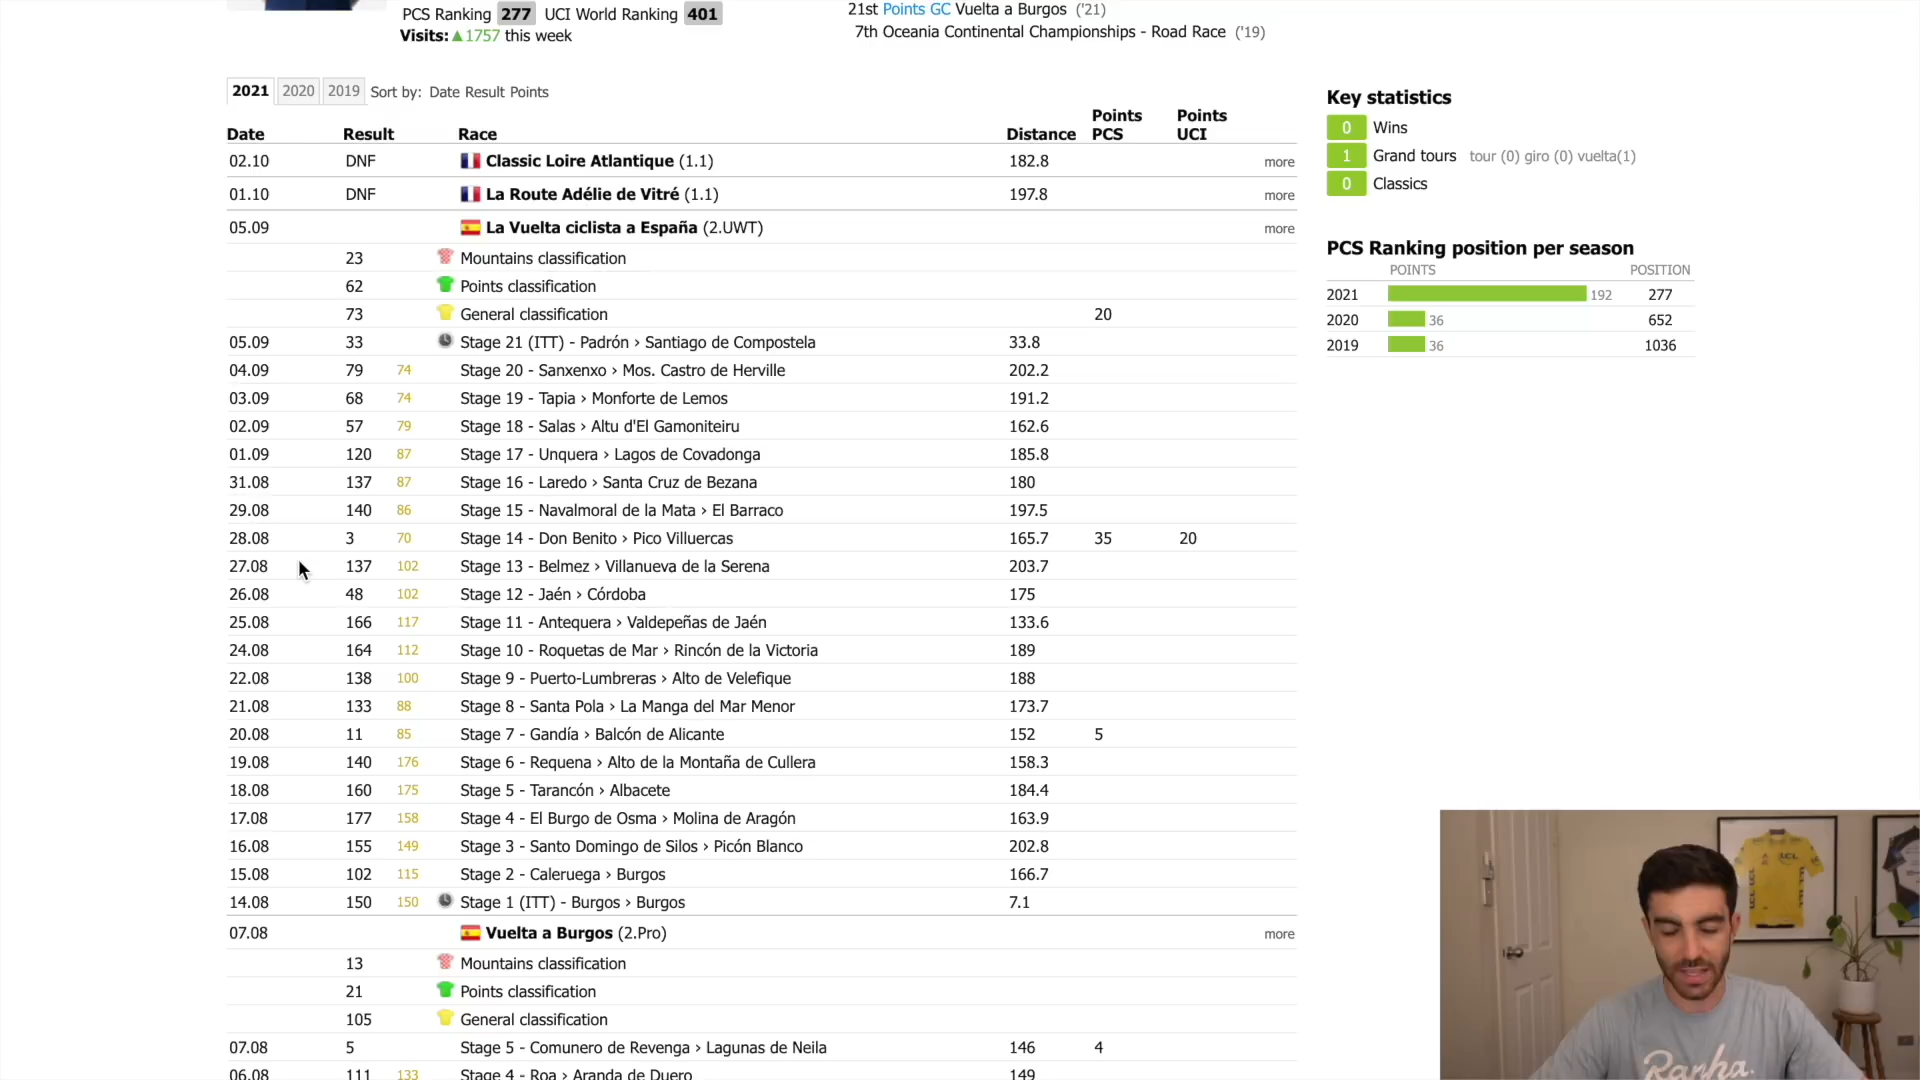 PCS Ranking 277 UCI World Ranking 401
Visits: ▲1757 this week
21st Points GC Vuelta a Burgos ('21)
7th Oceania Continental Championships - Road Race ('19)
2021 2020 2019 Sort by: Date Result Points
Date Result Race Distance Points PCS Points UCI
02.10 DNF Classic Loire Atlantique (1.1) 182.8 more
01.10 DNF La Route Adélie de Vitré (1.1) 197.8 more
05.09 La Vuelta ciclista a España (2.UWT) more
23 Mountains classification
62 Points classification
73 General classification 20
05.09 33 Stage 21 (ITT) - Padrón › Santiago de Compostela 33.8
04.09 79 74 Stage 20 - Sanxenxo › Mos. Castro de Herville 202.2
03.09 68 74 Stage 19 - Tapia › Monforte de Lemos 191.2
02.09 57 79 Stage 18 - Salas › Altu d'El Gamoniteiru 162.6
01.09 120 87 Stage 17 - Unquera › Lagos de Covadonga 185.8
31.08 137 87 Stage 16 - Laredo › Santa Cruz de Bezana 180
29.08 140 86 Stage 15 - Navalmoral de la Mata › El Barraco 197.5
28.08 3 70 Stage 14 - Don Benito › Pico Villuercas 165.7 35 20
27.08 137 102 Stage 13 - Belmez › Villanueva de la Serena 203.7
26.08 48 102 Stage 12 - Jaén › Córdoba 175
25.08 166 117 Stage 11 - Antequera › Valdepeñas de Jaén 133.6
24.08 164 112 Stage 10 - Roquetas de Mar › Rincón de la Victoria 189
22.08 138 100 Stage 9 - Puerto-Lumbreras › Alto de Velefique 188
21.08 133 88 Stage 8 - Santa Pola › La Manga del Mar Menor 173.7
20.08 11 85 Stage 7 - Gandía › Balcón de Alicante 152 5
19.08 140 176 Stage 6 - Requena › Alto de la Montaña de Cullera 158.3
18.08 160 175 Stage 5 - Tarancón › Albacete 184.4
17.08 177 158 Stage 4 - El Burgo de Osma › Molina de Aragón 163.9
16.08 155 149 Stage 3 - Santo Domingo de Silos › Picón Blanco 202.8
15.08 102 115 Stage 2 - Caleruega › Burgos 166.7
14.08 150 150 Stage 1 (ITT) - Burgos › Burgos 7.1
07.08 Vuelta a Burgos (2.Pro) more
13 Mountains classification
21 Points classification
105 General classification
07.08 5 Stage 5 - Comunero de Revenga › Lagunas de Neila 146 4
06.08 111 133 Stage 4 - Roa › Aranda de Duero 149
Key statistics
0 Wins
1 Grand tours tour (0) giro (0) vuelta(1)
0 Classics
PCS Ranking position per season
POINTS POSITION
2021 192 277
2020 36 652
2019 36 1036
LCL
Rapha.